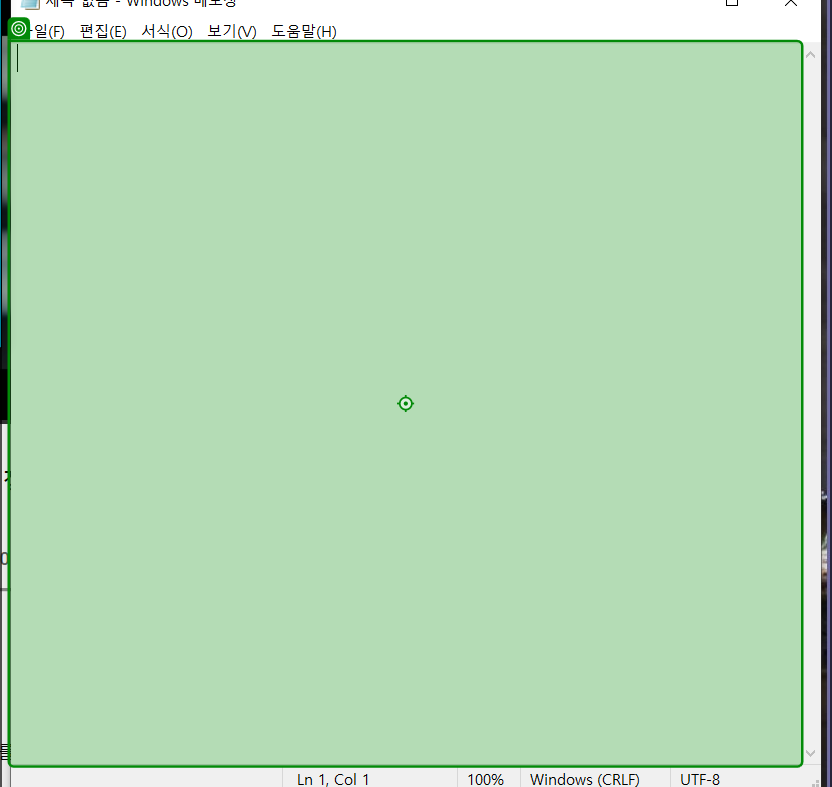 제목 없음 - Windows 메모장
일(F) 편집(E) 서식(O) 보기(V) 도움말(H)
Ln 1, Col 1 100% Windows (CRLF) UTF-8